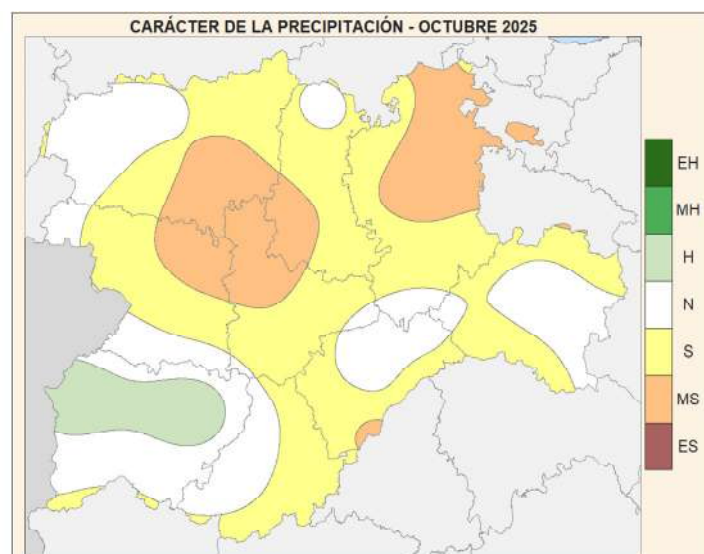 CARÁCTER DE LA PRECIPITACIÓN - OCTUBRE 2025
EH
MH
H
N
S
MS
ES